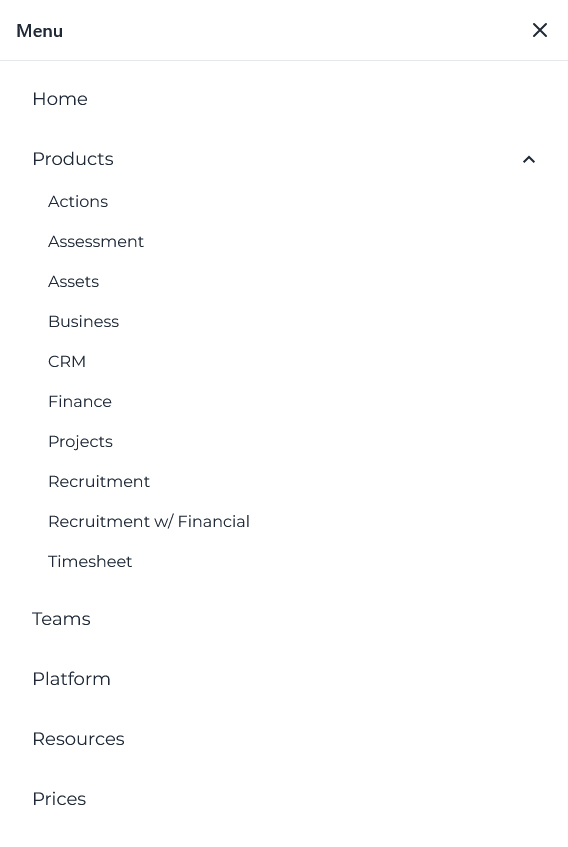 Menu
Home
Products
Actions
Assessment
Assets
Business
CRM
Finance
Projects
Recruitment
Recruitment w/ Financial
Timesheet
Teams
Platform
Resources
Prices